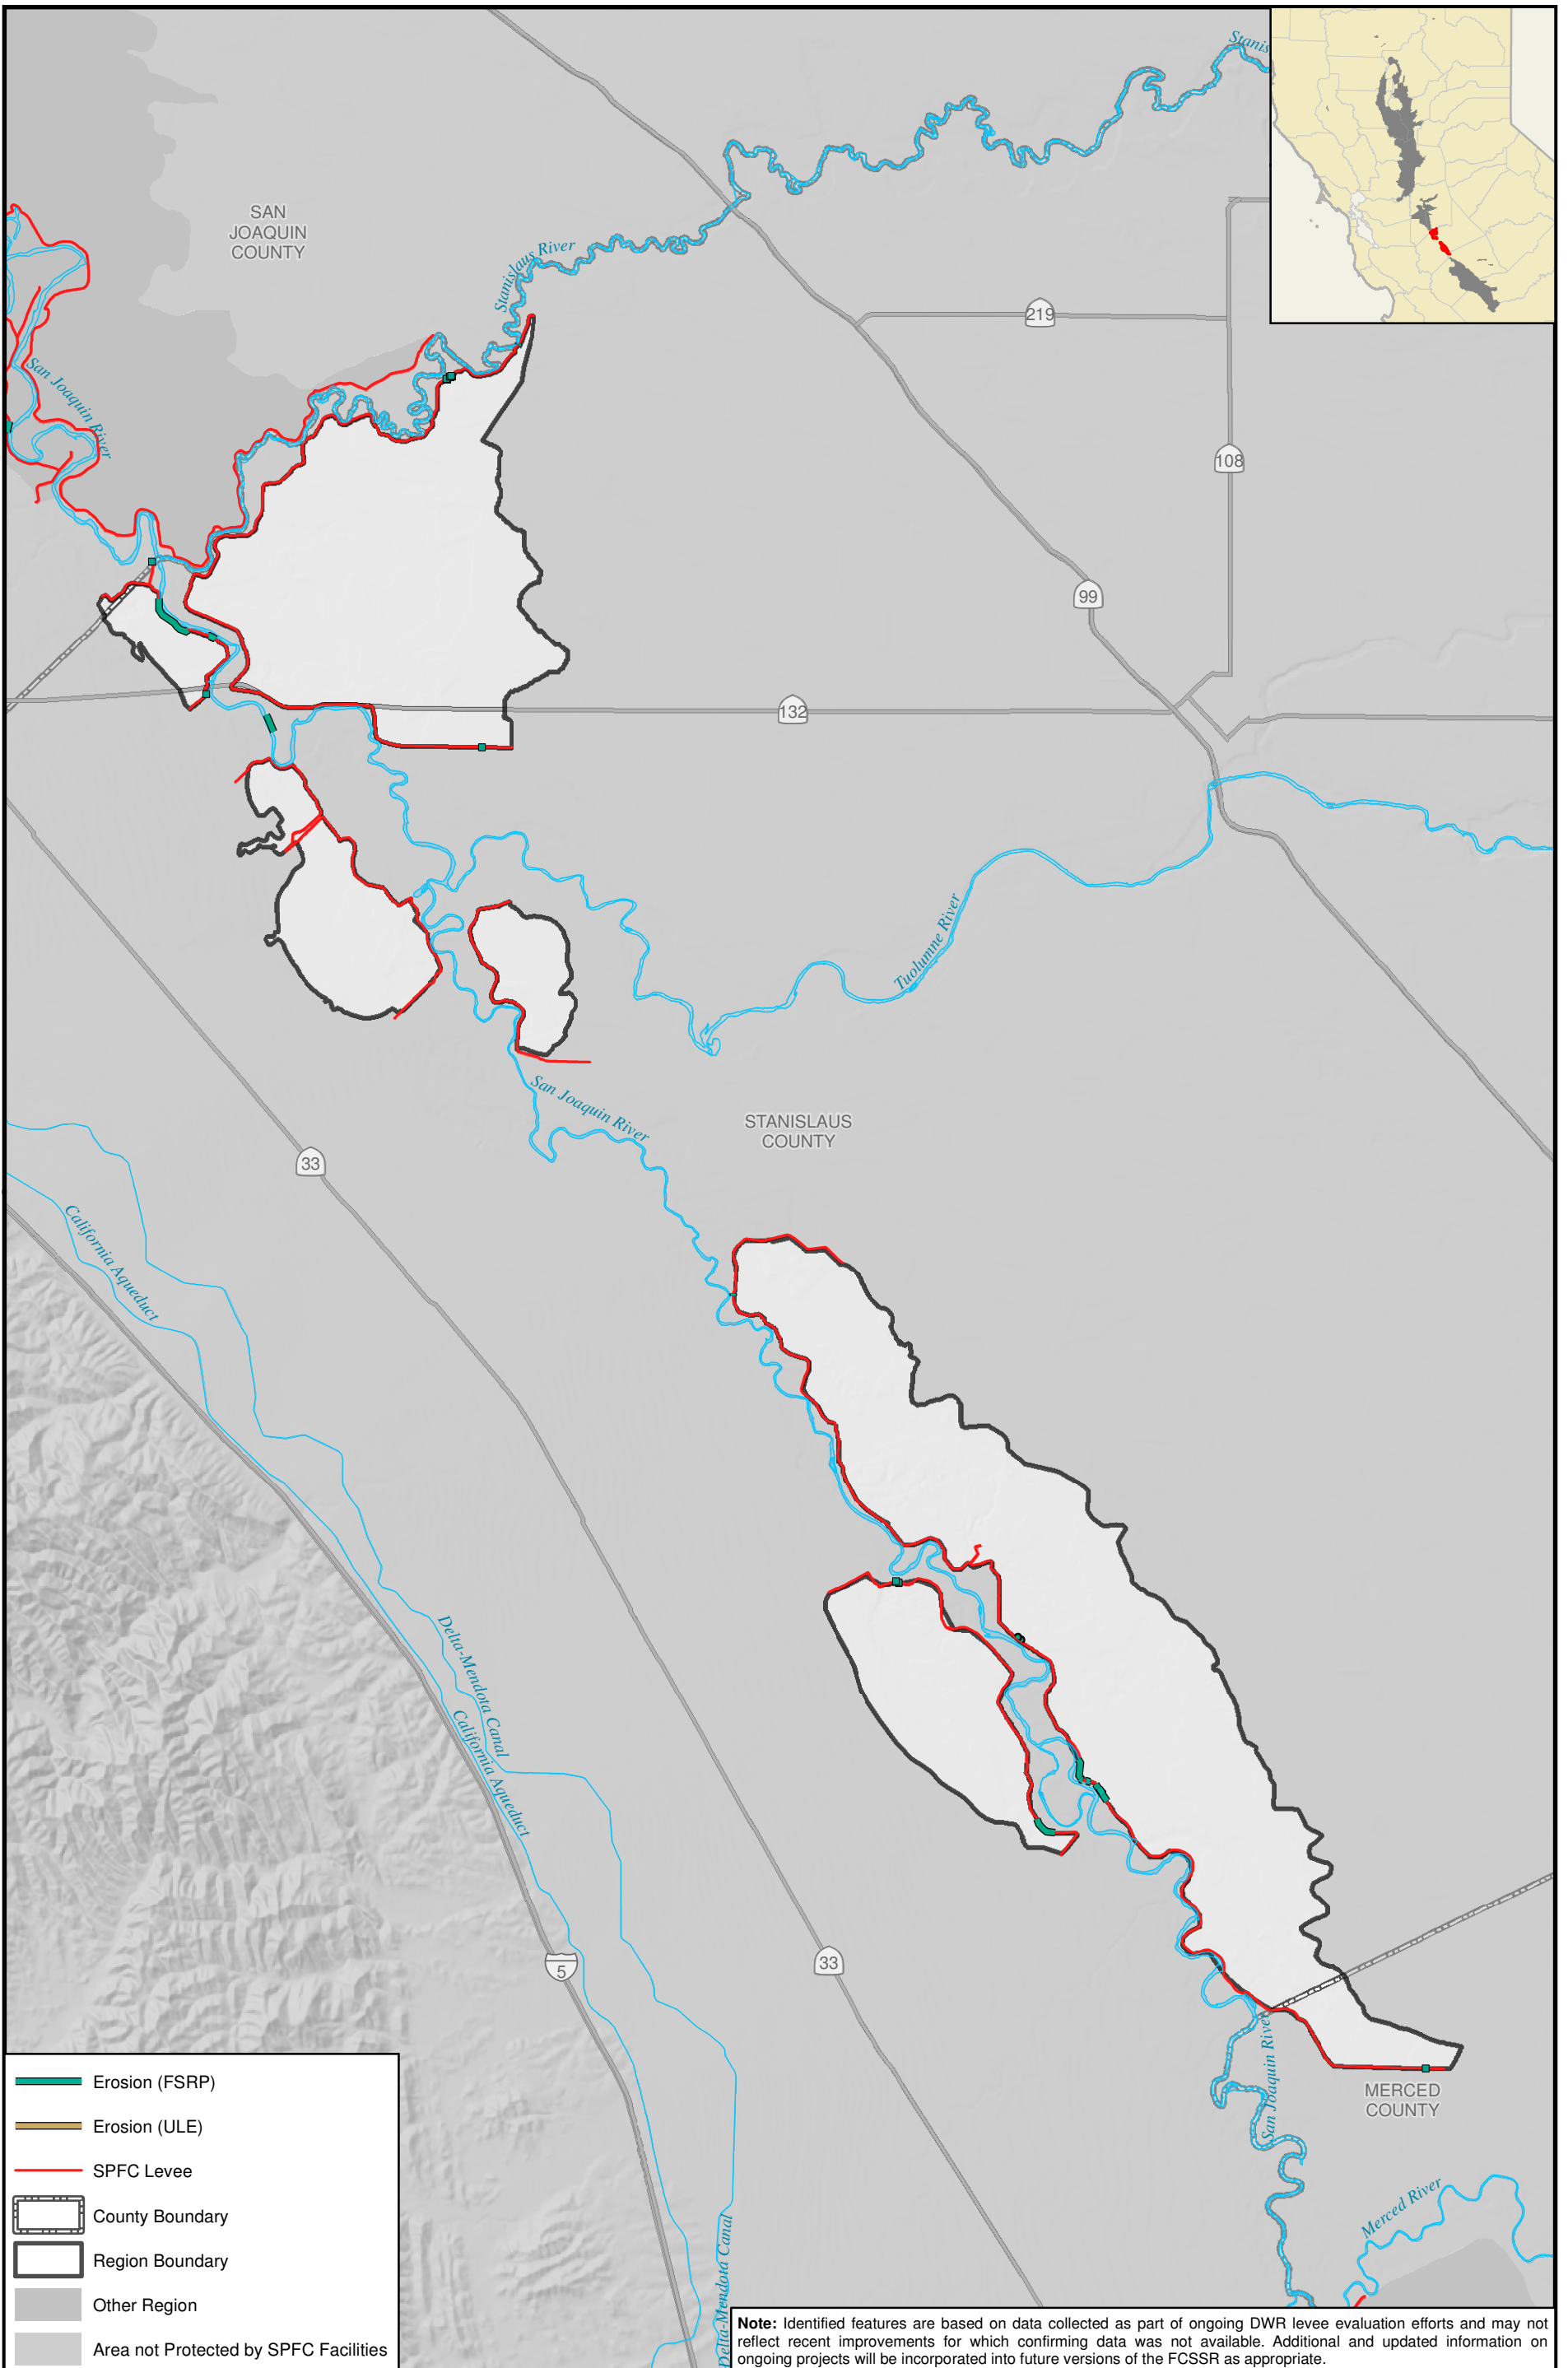 Stanis
SAN
JOAQUIN
COUNTY
Stanislaus River
219
San Joaquin River
108
99
132
Tuolumne River
San Joaquin River
STANISLAUS
COUNTY
33
California Aqueduct
Delta-Mendota Canal
California Aqueduct
5
33
San Joaquin River
MERCED
COUNTY
Merced River
Delta-Mendota Canal
Erosion (FSRP)
Erosion (ULE)
SPFC Levee
County Boundary
Region Boundary
Other Region
Area not Protected by SPFC Facilities
Note: Identified features are based on data collected as part of ongoing DWR levee evaluation efforts and may not
reflect recent improvements for which confirming data was not available. Additional and updated information on
ongoing projects will be incorporated into future versions of the FCSSR as appropriate.